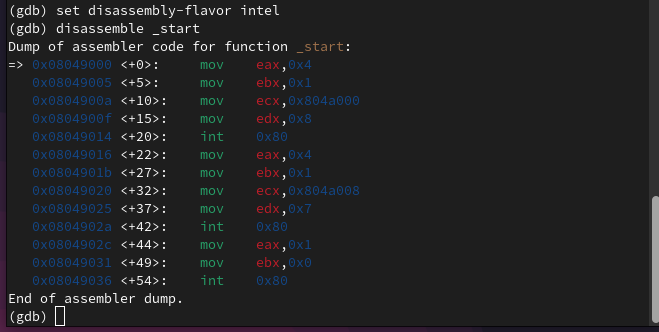 (gdb) set disassembly-flavor intel
(gdb) disassemble _start
Dump of assembler code for function _start:
=> 0x08049000 <+0>:     mov    eax,0x4
   0x08049005 <+5>:     mov    ebx,0x1
   0x0804900a <+10>:    mov    ecx,0x804a000
   0x0804900f <+15>:    mov    edx,0x8
   0x08049014 <+20>:    int    0x80
   0x08049016 <+22>:    mov    eax,0x4
   0x0804901b <+27>:    mov    ebx,0x1
   0x08049020 <+32>:    mov    ecx,0x804a008
   0x08049025 <+37>:    mov    edx,0x7
   0x0804902a <+42>:    int    0x80
   0x0804902c <+44>:    mov    eax,0x1
   0x08049031 <+49>:    mov    ebx,0x0
   0x08049036 <+54>:    int    0x80
End of assembler dump.
(gdb)